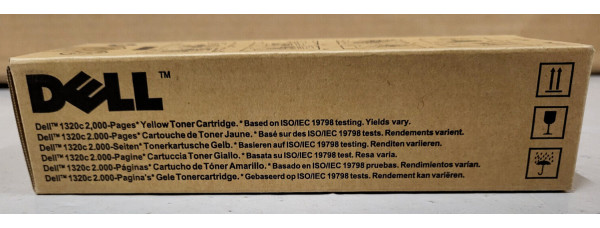 DELL™
Dell™ 1320c 2,000-Pages* Yellow Toner Cartridge. *Based on ISO/IEC 19798 testing. Yields vary.
Dell™ 1320c 2.000-Pages* Cartouche de Toner Jaune. *Basé sur des ISO/IEC 19798 tests. Rendements varient.
Dell™ 1320c 2.000-Seiten* Tonerkartusche Gelb. *Basieren auf ISO/IEC 19798 testing. Renditen variieren.
Dell™ 1320c 2.000-Pagine* Cartuccia Toner Giallo. *Basata su ISO/IEC 19798 test. Resa varia.
Dell™ 1320c 2.000-Páginas* Cartucho de Tóner Amarillo. *Basado en ISO/IEC 19798 pruebas. Rendimientos varían.
Dell™ 1320c 2.000-Pagina's* Gele Tonercartridge. *Gebaseerd op ISO/IEC 19798 testen. Rendement kan variëren.